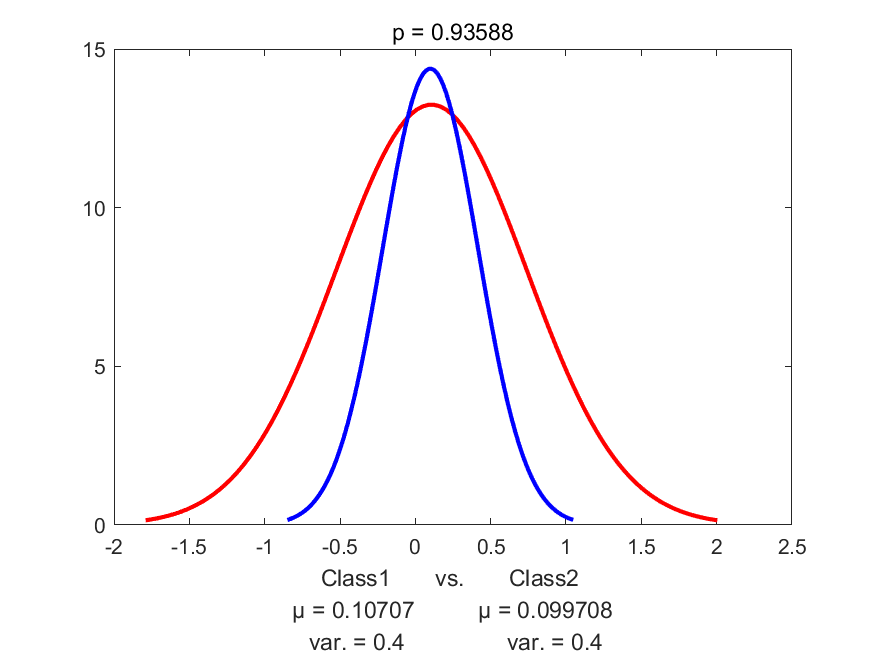 p = 0.93588
15
10
5
0
-2 -1.5 -1 -0.5 0 0.5 1 1.5 2 2.5
Class1 vs. Class2
μ = 0.10707 μ = 0.099708
var. = 0.4 var. = 0.4